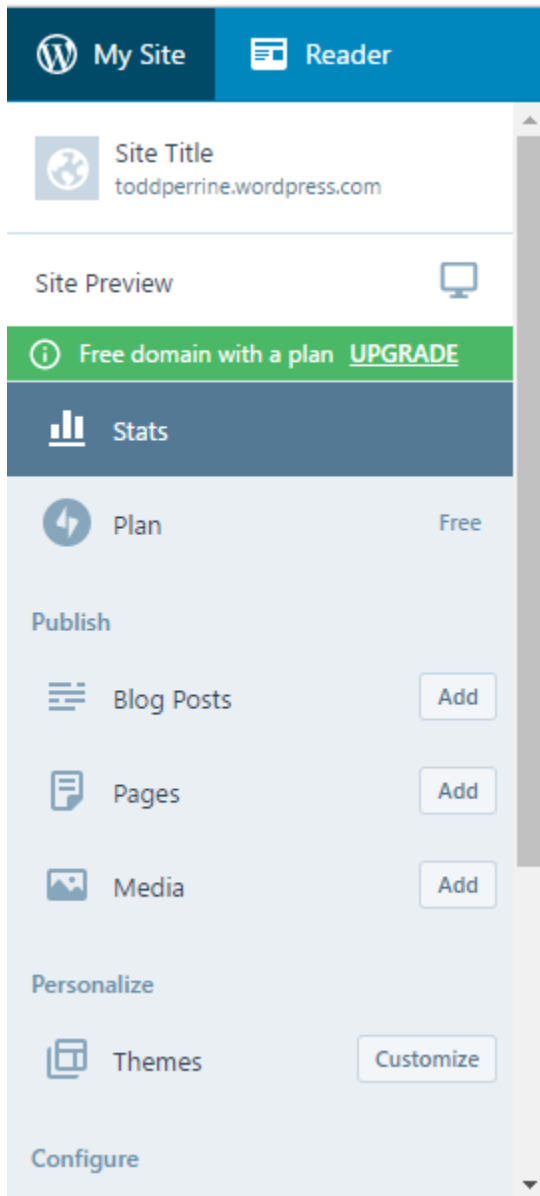 My Site Reader
Site Title
toddperrine.wordpress.com
Site Preview
Free domain with a plan UPGRADE
Stats
Plan Free
Publish
Blog Posts Add
Pages Add
Media Add
Personalize
Themes Customize
Configure